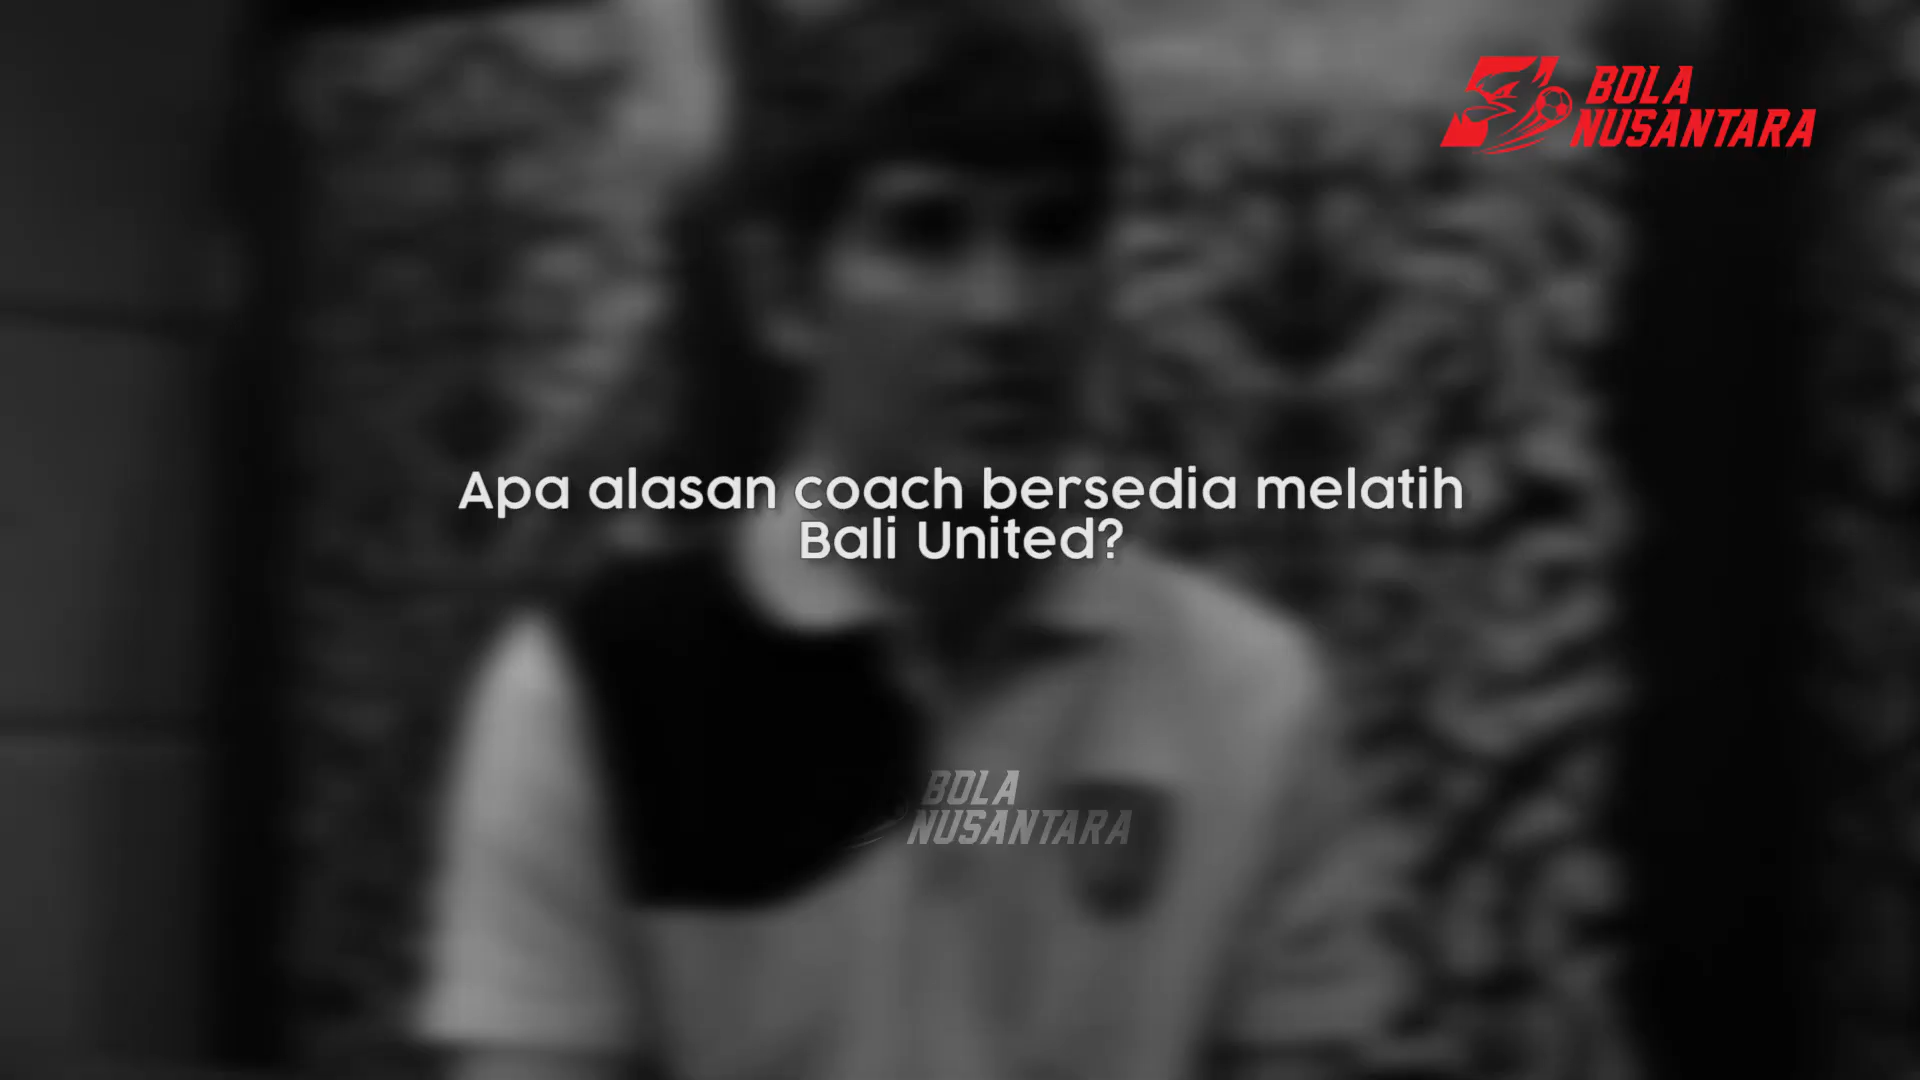 BOLA
NUSANTARA
Apa alasan coach bersedia melatih
Bali United?
BOLA
NUSANTARA